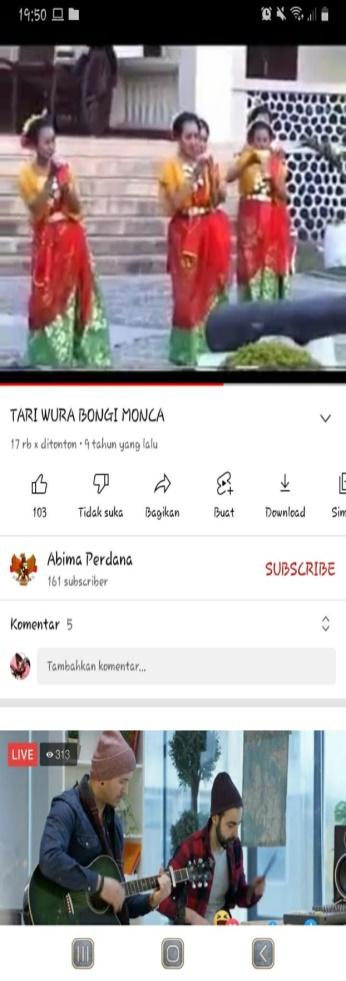 19:50
TARI WURA BONGI MONCA
17 rb x ditonton • 9 tahun yang lalu
103
Tidak suka
Bagikan
Buat
Download
Sim
Abima Perdana
161 subscriber
SUBSCRIBE
Komentar 5
Tambahkan komentar...
LIVE
313